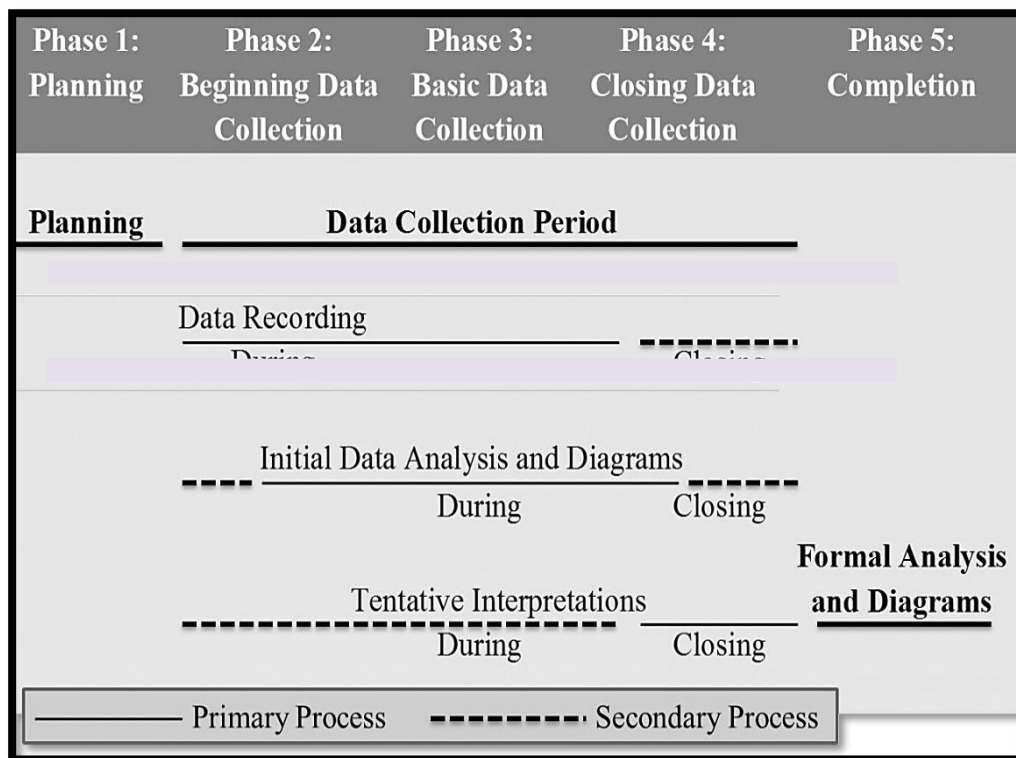 Phase 1:
Planning
Phase 2:
Beginning Data
Collection
Phase 3:
Basic Data
Collection
Phase 4:
Closing Data
Collection
Phase 5:
Completion
Planning
Data Collection Period
Data Recording
During
Closing
Initial Data Analysis and Diagrams
During
Closing
Formal Analysis
and Diagrams
Tentative Interpretations
During
Closing
Primary Process
Secondary Process